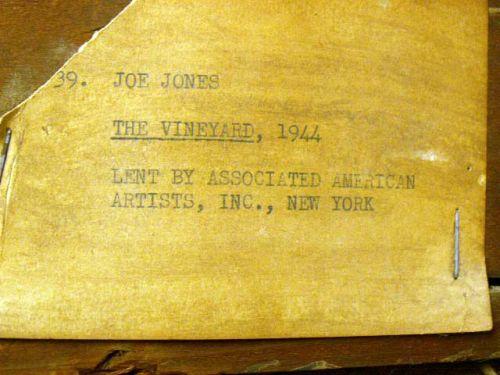 39. JOE JONES
THE VINEYARD, 1944
LENT BY ASSOCIATED AMERICAN
ARTISTS, INC., NEW YORK